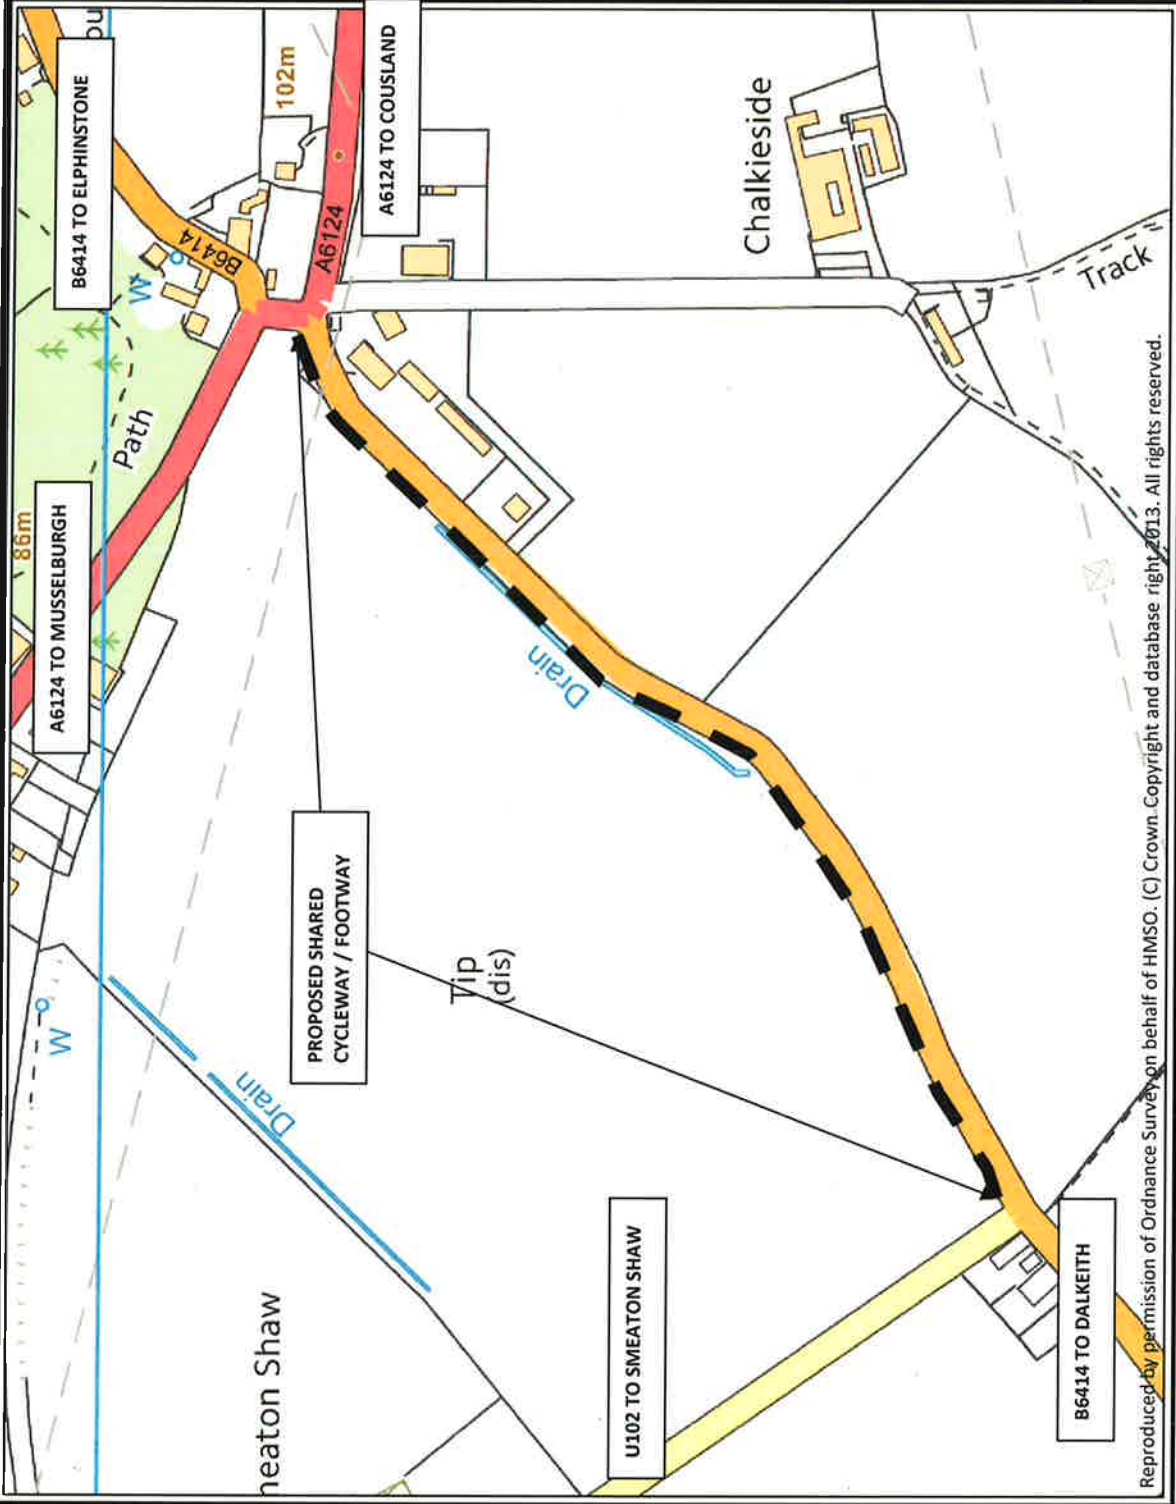 neaton Shaw
W
Drain
86m
A6124 TO MUSSELBURGH
Path
W
B6414 TO ELPHINSTONE
ou
B6414
102m
A6124
A6124 TO COUSLAND
PROPOSED SHARED
CYCLEWAY / FOOTWAY
Tip
(dis)
Drain
U102 TO SMEATON SHAW
Chalkieside
Track
B6414 TO DALKEITH
Reproduced by permission of Ordnance Survey on behalf of HMSO. (C) Crown Copyright and database right 2013. All rights reserved.